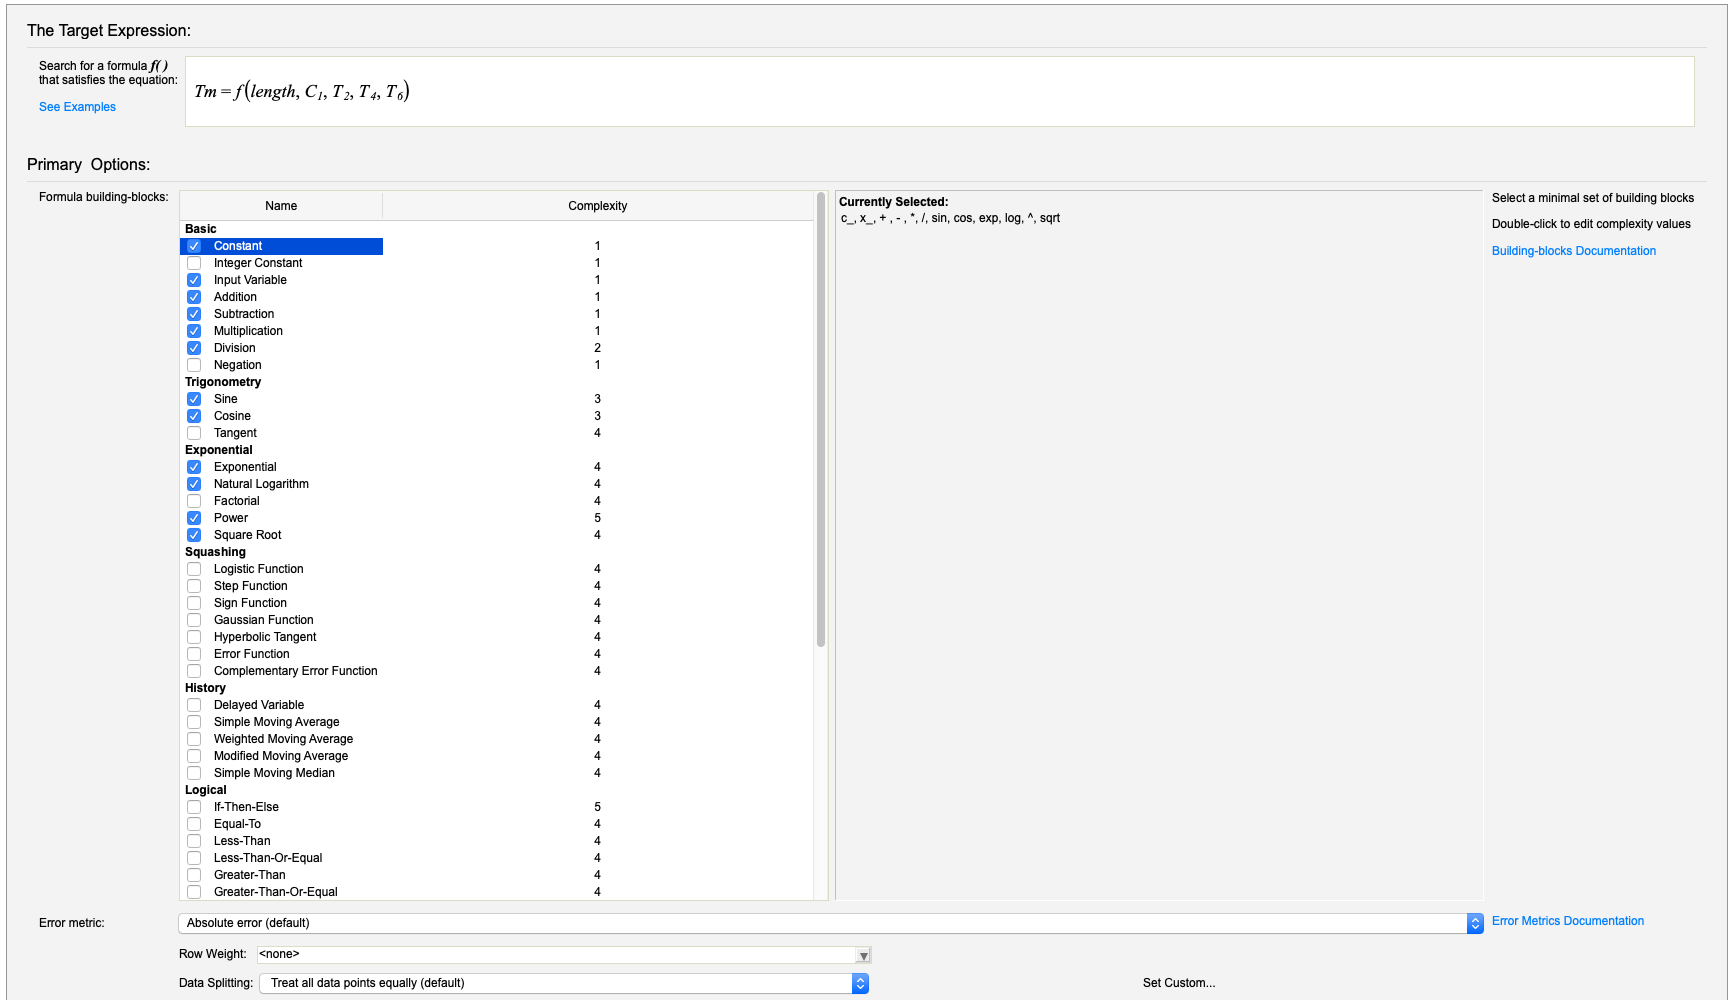 The Target Expression:
Search for a formula f( )
that satisfies the equation:
See Examples
Tm = f(length, C₁, T₂, T₄, T₆)
Primary Options:
Formula building-blocks:
Name Complexity
Basic
Constant 1
Integer Constant 1
Input Variable 1
Addition 1
Subtraction 1
Multiplication 1
Division 2
Negation 1
Trigonometry
Sine 3
Cosine 3
Tangent 4
Exponential
Exponential 4
Natural Logarithm 4
Factorial 4
Power 5
Square Root 4
Squashing
Logistic Function 4
Step Function 4
Sign Function 4
Gaussian Function 4
Hyperbolic Tangent 4
Error Function 4
Complementary Error Function 4
History
Delayed Variable 4
Simple Moving Average 4
Weighted Moving Average 4
Modified Moving Average 4
Simple Moving Median 4
Logical
If-Then-Else 5
Equal-To 4
Less-Than 4
Less-Than-Or-Equal 4
Greater-Than 4
Greater-Than-Or-Equal 4
Currently Selected:
c_, x_, + , - , *, /, sin, cos, exp, log, ^, sqrt
Select a minimal set of building blocks
Double-click to edit complexity values
Building-blocks Documentation
Error metric: Absolute error (default) Error Metrics Documentation
Row Weight: <none>
Data Splitting: Treat all data points equally (default) Set Custom...